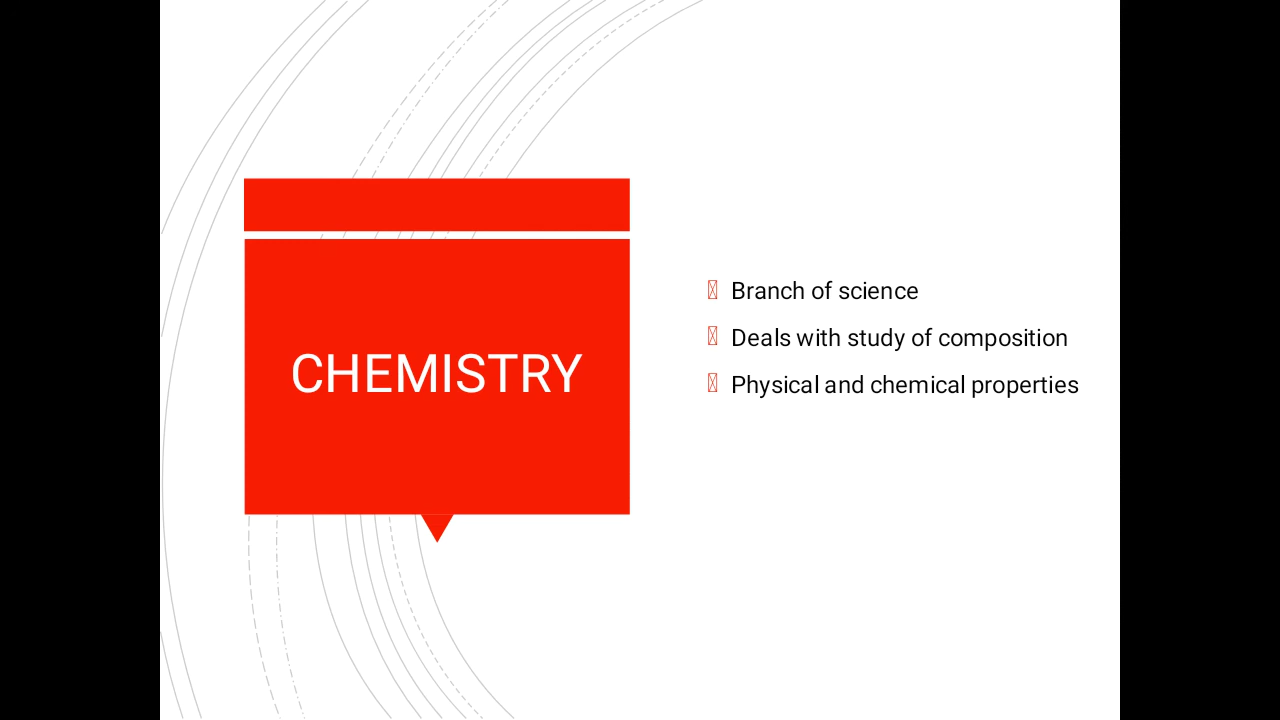 CHEMISTRY
Branch of science
Deals with study of composition
Physical and chemical properties